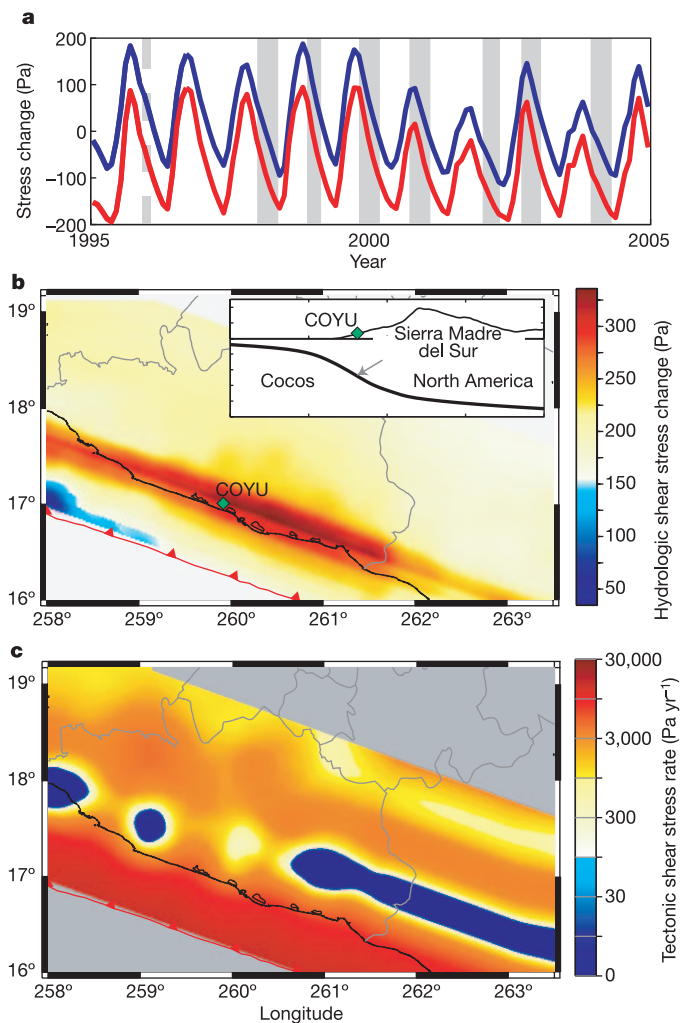 a
Stress change (Pa)
200
100
0
−100
−200
1995
2000
2005
Year
b
19°
18°
17°
16°
258°
259°
260°
261°
262°
263°
COYU
COYU
Sierra Madre
del Sur
Cocos
North America
Hydrologic shear stress change (Pa)
300
250
200
150
100
50
c
19°
18°
17°
16°
258°
259°
260°
261°
262°
263°
Longitude
Tectonic shear stress rate (Pa yr⁻¹)
30,000
3,000
300
30
0